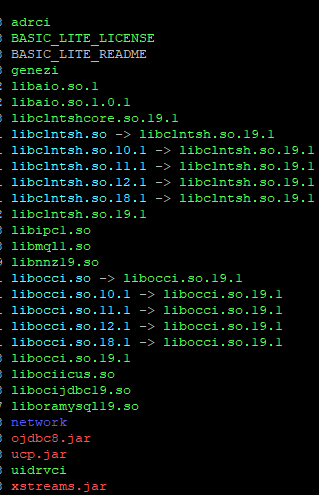 adrci
BASIC_LITE_LICENSE
BASIC_LITE_README
genezi
libaio.so.1
libaio.so.1.0.1
libclntshcore.so.19.1
libclntsh.so -> libclntsh.so.19.1
libclntsh.so.10.1 -> libclntsh.so.19.1
libclntsh.so.11.1 -> libclntsh.so.19.1
libclntsh.so.12.1 -> libclntsh.so.19.1
libclntsh.so.18.1 -> libclntsh.so.19.1
libclntsh.so.19.1
libipc1.so
libmql1.so
libnnz19.so
libocci.so -> libocci.so.19.1
libocci.so.10.1 -> libocci.so.19.1
libocci.so.11.1 -> libocci.so.19.1
libocci.so.12.1 -> libocci.so.19.1
libocci.so.18.1 -> libocci.so.19.1
libocci.so.19.1
libociicus.so
libocijdbc19.so
liboramysql19.so
network
ojdbc8.jar
ucp.jar
uidrvci
xstreams.jar